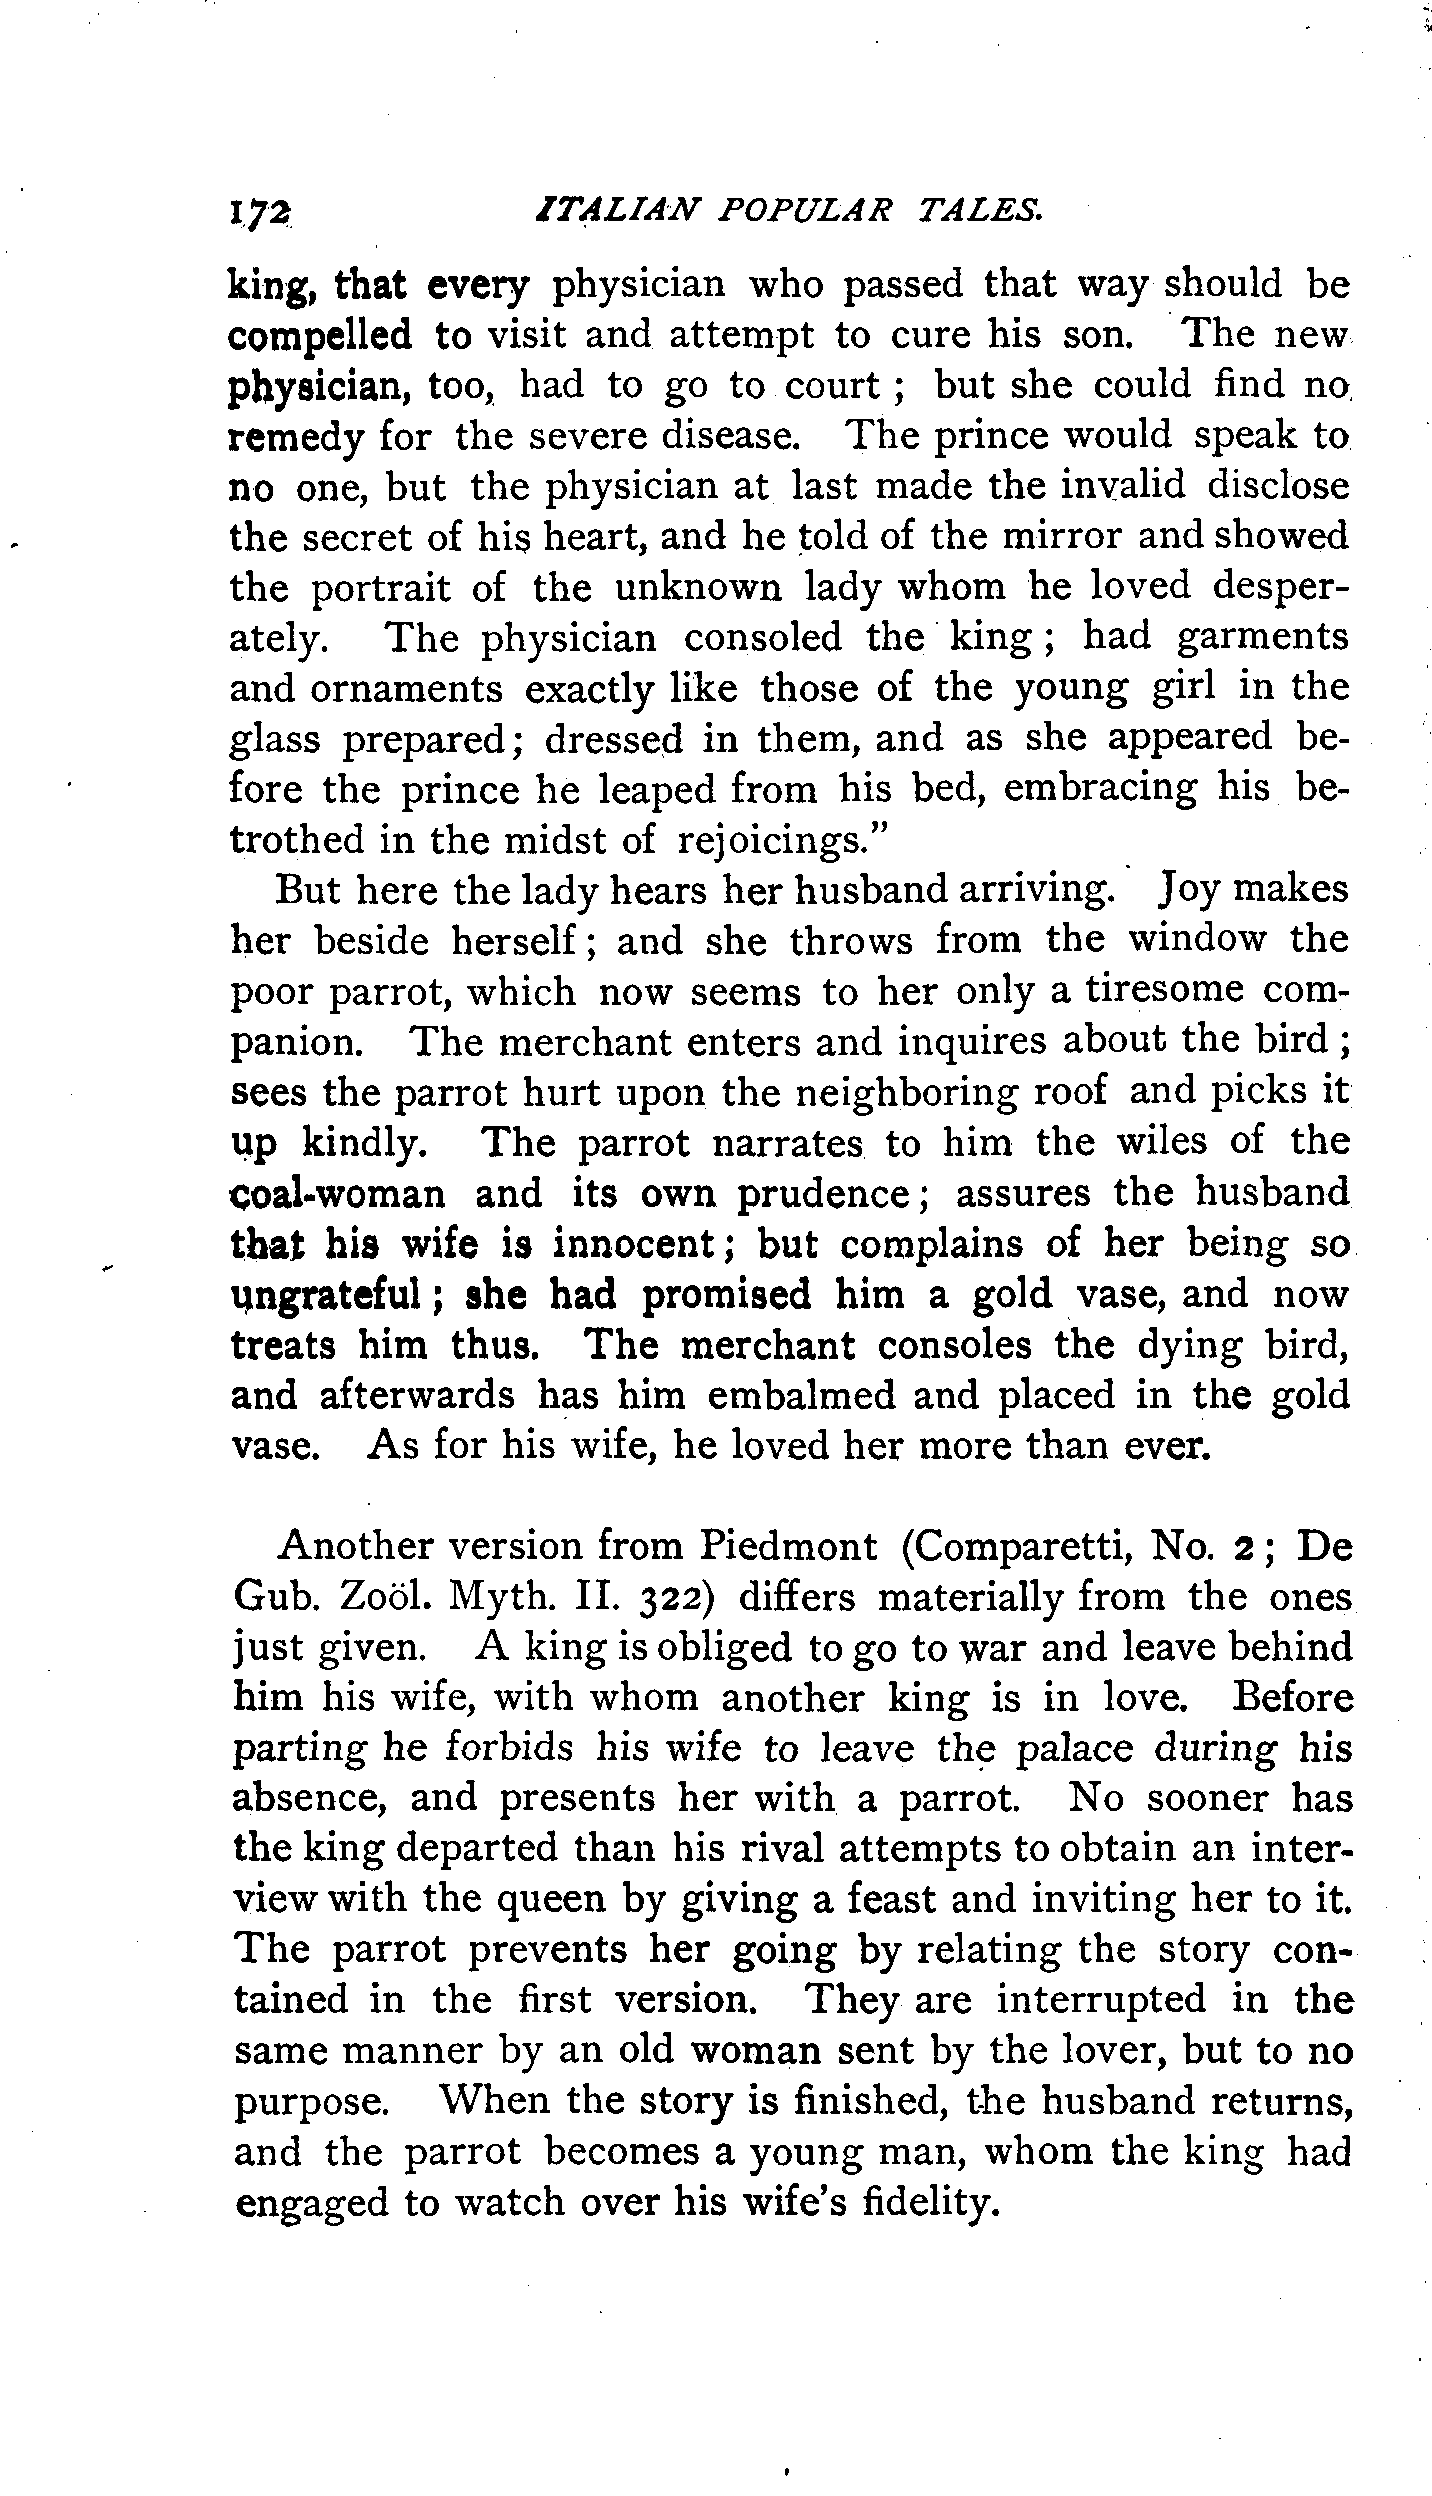 172 ITALIAN POPULAR TALES.
king, that every physician who passed that way should be
compelled to visit and attempt to cure his son. The new
physician, too, had to go to court ; but she could find no
remedy for the severe disease. The prince would speak to
no one, but the physician at last made the invalid disclose
the secret of his heart, and he told of the mirror and showed
the portrait of the unknown lady whom he loved desper-
ately. The physician consoled the king ; had garments
and ornaments exactly like those of the young girl in the
glass prepared ; dressed in them, and as she appeared be-
fore the prince he leaped from his bed, embracing his be-
trothed in the midst of rejoicings."
But here the lady hears her husband arriving. Joy makes
her beside herself ; and she throws from the window the
poor parrot, which now seems to her only a tiresome com-
panion. The merchant enters and inquires about the bird ;
sees the parrot hurt upon the neighboring roof and picks it
up kindly. The parrot narrates to him the wiles of the
coal-woman and its own prudence ; assures the husband
that his wife is innocent ; but complains of her being so
ungrateful ; she had promised him a gold vase, and now
treats him thus. The merchant consoles the dying bird,
and afterwards has him embalmed and placed in the gold
vase. As for his wife, he loved her more than ever.
Another version from Piedmont (Comparetti, No. 2 ; De
Gub. Zoöl. Myth. II. 322) differs materially from the ones
just given. A king is obliged to go to war and leave behind
him his wife, with whom another king is in love. Before
parting he forbids his wife to leave the palace during his
absence, and presents her with a parrot. No sooner has
the king departed than his rival attempts to obtain an inter-
view with the queen by giving a feast and inviting her to it.
The parrot prevents her going by relating the story con-
tained in the first version. They are interrupted in the
same manner by an old woman sent by the lover, but to no
purpose. When the story is finished, the husband returns,
and the parrot becomes a young man, whom the king had
engaged to watch over his wife's fidelity.